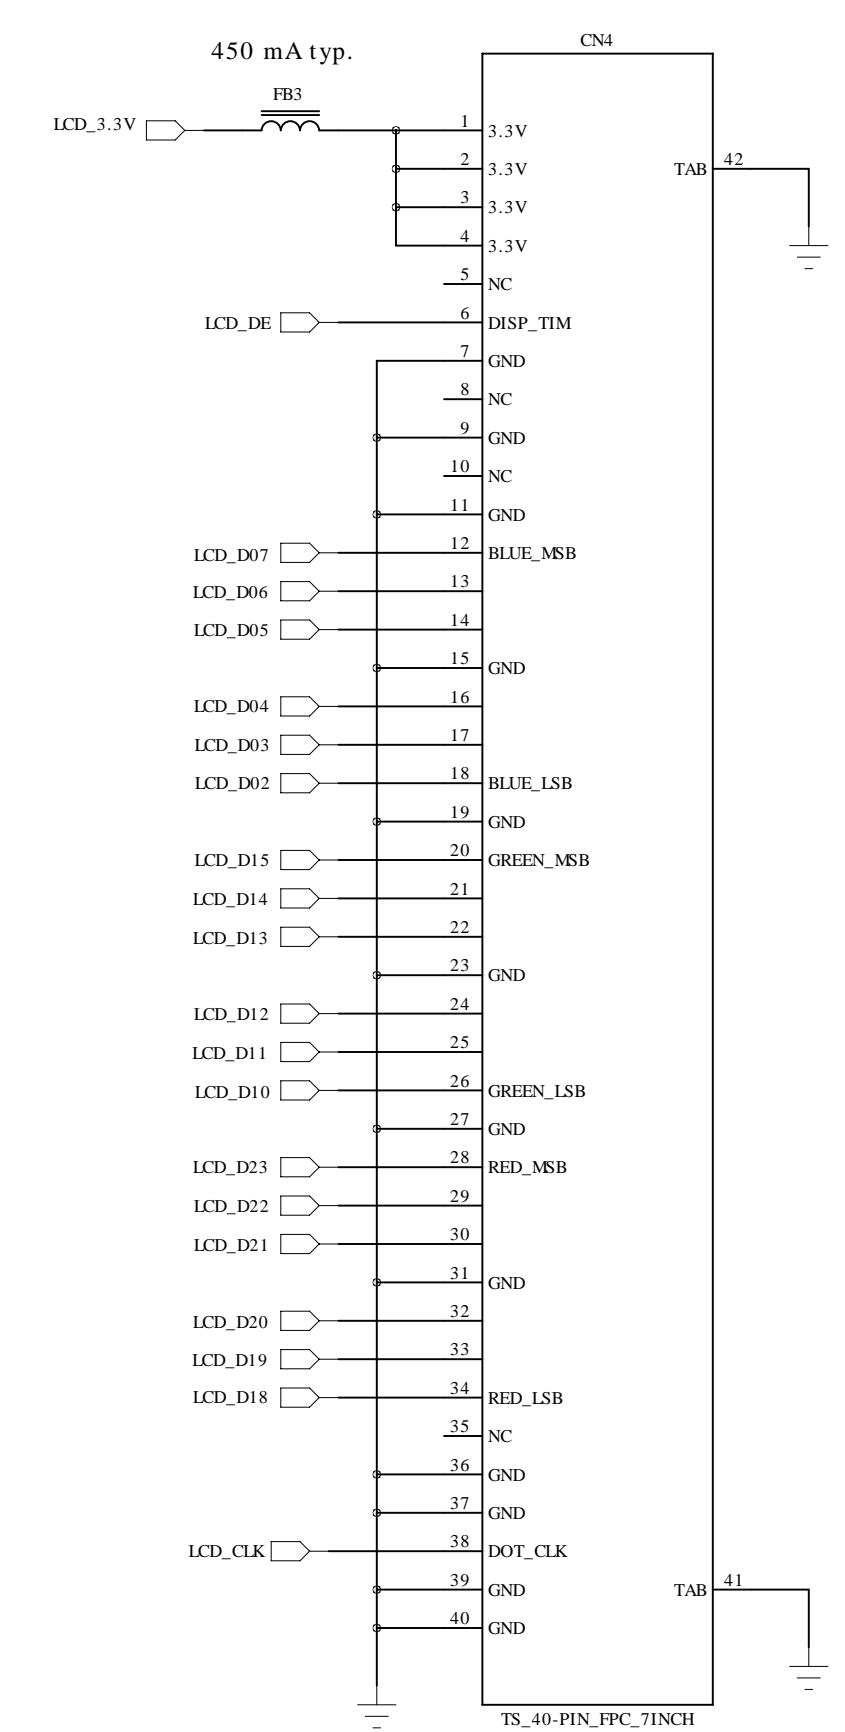 450 mA typ.
CN4
FB3
LCD_3.3V
1 3.3V
2 3.3V
TAB 42
3 3.3V
4 3.3V
5 NC
LCD_DE 6 DISP_TIM
7 GND
8 NC
9 GND
10 NC
11 GND
LCD_D07 12 BLUE_MSB
LCD_D06 13
LCD_D05 14
15 GND
LCD_D04 16
LCD_D03 17
LCD_D02 18 BLUE_LSB
19 GND
LCD_D15 20 GREEN_MSB
LCD_D14 21
LCD_D13 22
23 GND
LCD_D12 24
LCD_D11 25
LCD_D10 26 GREEN_LSB
27 GND
LCD_D23 28 RED_MSB
LCD_D22 29
LCD_D21 30
31 GND
LCD_D20 32
LCD_D19 33
LCD_D18 34 RED_LSB
35 NC
36 GND
37 GND
LCD_CLK 38 DOT_CLK
39 GND
TAB 41
40 GND
TS_40-PIN_FPC_7INCH